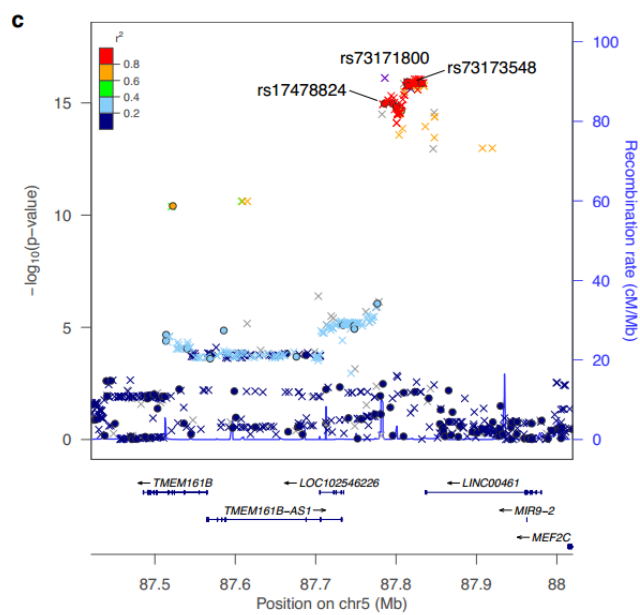 c
r²
0.8
0.6
0.4
0.2
rs73171800
rs73173548
rs17478824
15
10
5
0
−log10(p-value)
100
80
60
40
20
0
Recombination rate (cM/Mb)
←TMEM161B
←LOC102546226
←LINC00461
TMEM161B-AS1→
←MIR9-2
←MEF2C
87.5
87.6
87.7
87.8
87.9
88
Position on chr5 (Mb)